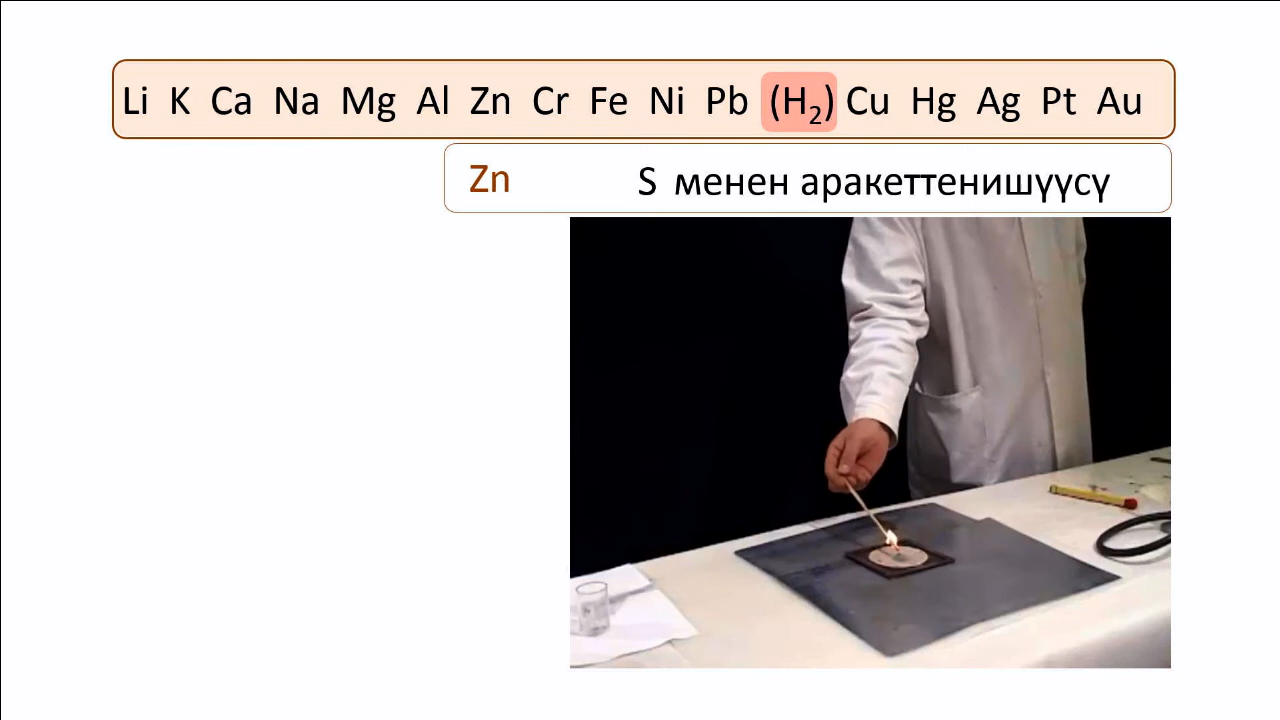 Li K Ca Na Mg Al Zn Cr Fe Ni Pb (H₂) Cu Hg Ag Pt Au
Zn S менен аракеттенишүүсү